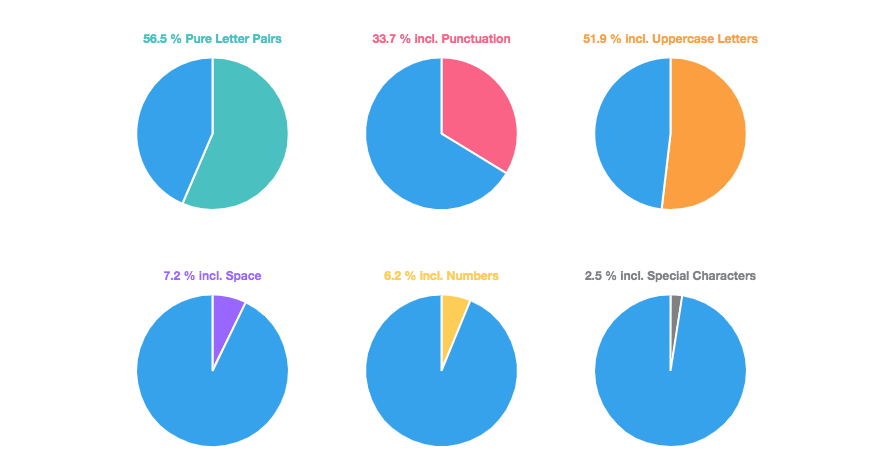 56.5 % Pure Letter Pairs
33.7 % incl. Punctuation
51.9 % incl. Uppercase Letters
7.2 % incl. Space
6.2 % incl. Numbers
2.5 % incl. Special Characters